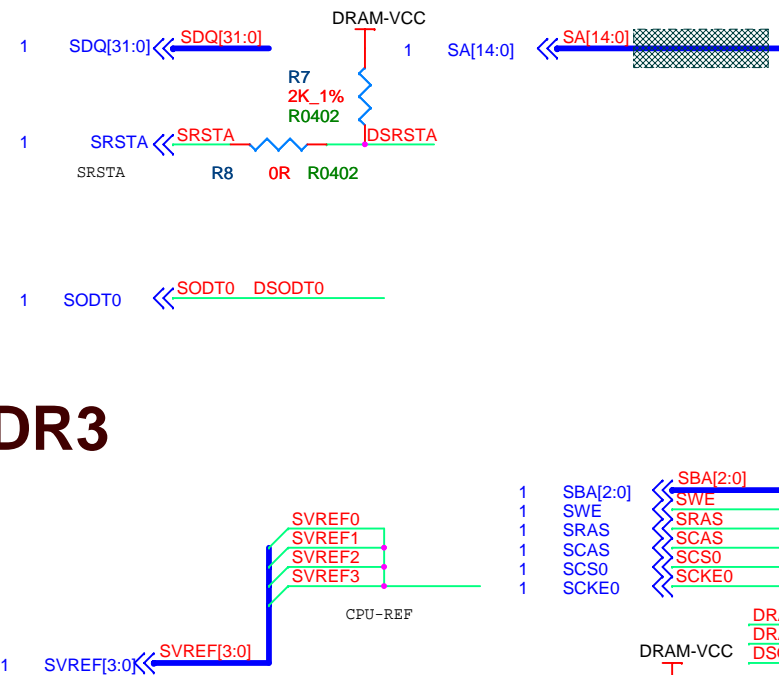 DRAM-VCC
1 SDQ[31:0] SDQ[31:0]
1 SA[14:0] SA[14:0]
R7
2K_1%
R0402
1 SRSTA SRSTA DSRSTA
SRSTA R8 0R R0402
1 SODT0 SODT0 DSODT0
DR3
SVREF0
SVREF1
SVREF2
SVREF3
CPU-REF
1 SVREF[3:0] SVREF[3:0]
1 SBA[2:0] SBA[2:0]
1 SWE SWE
1 SRAS SRAS
1 SCAS SCAS
1 SCS0 SCS0
1 SCKE0 SCKE0
DRA
DRA
DRAM-VCC